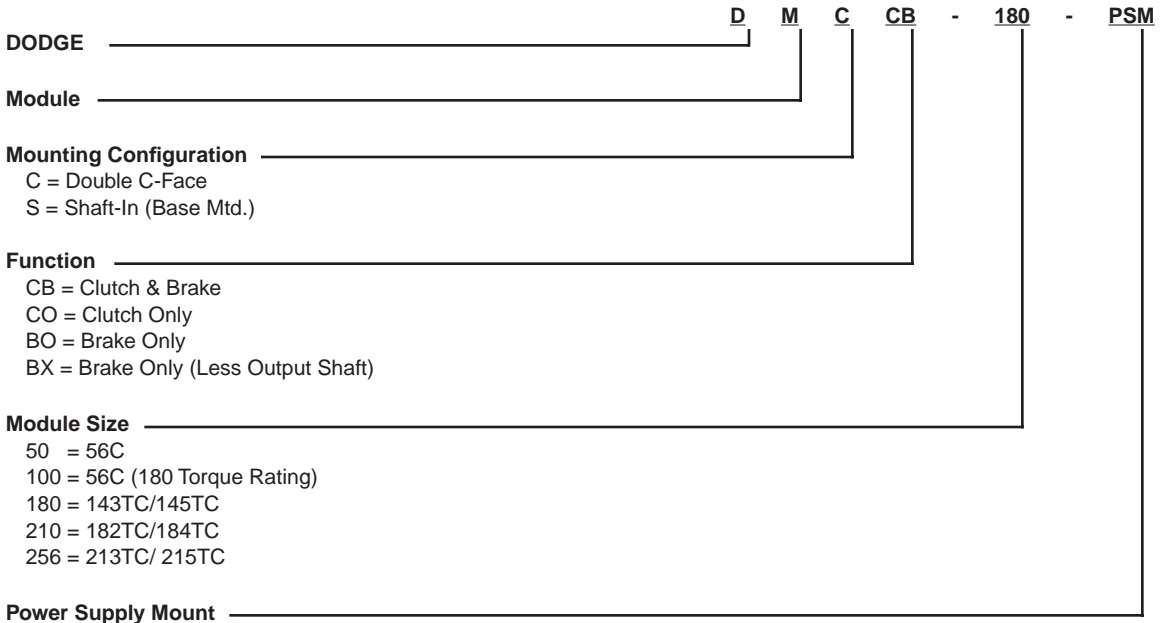 D M C CB - 180 - PSM
DODGE
Module
Mounting Configuration
C = Double C-Face
S = Shaft-In (Base Mtd.)
Function
CB = Clutch & Brake
CO = Clutch Only
BO = Brake Only
BX = Brake Only (Less Output Shaft)
Module Size
50 = 56C
100 = 56C (180 Torque Rating)
180 = 143TC/145TC
210 = 182TC/184TC
256 = 213TC/ 215TC
Power Supply Mount